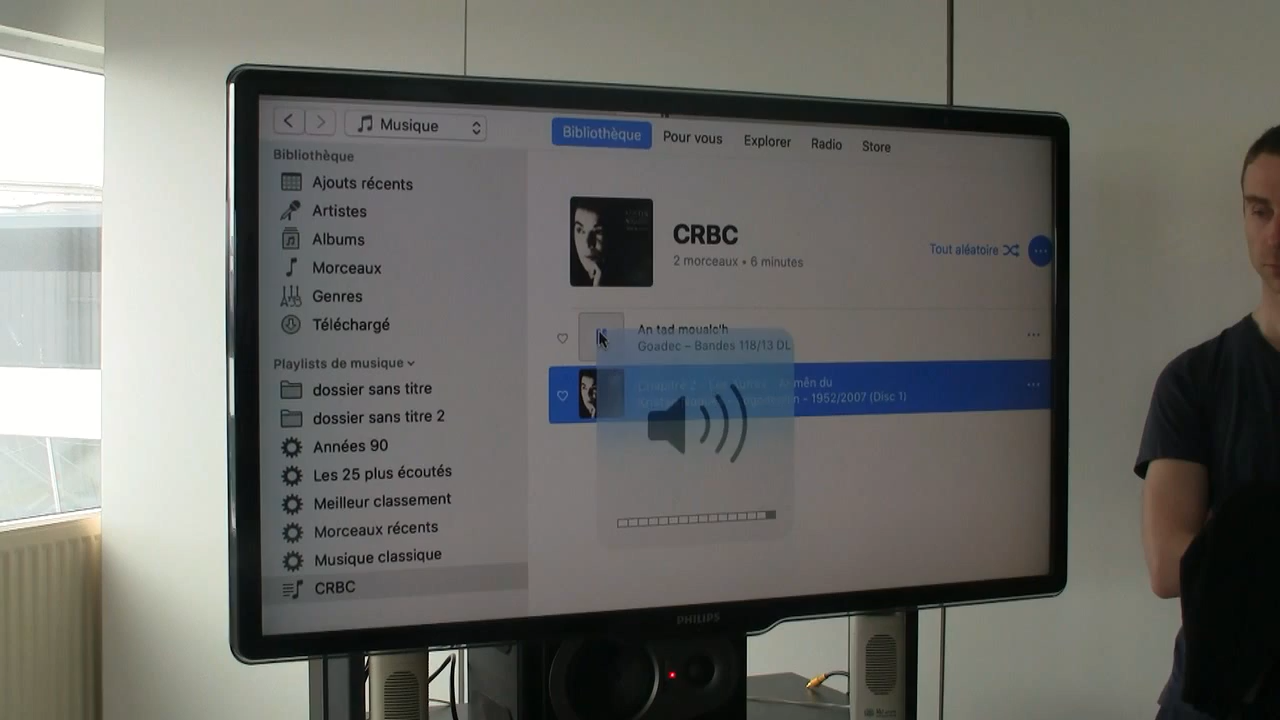 Musique
Bibliothèque
Pour vous
Explorer
Radio
Store
Bibliothèque
Ajouts récents
Artistes
Albums
Morceaux
Genres
Téléchargé
Playlists de musique
dossier sans titre
dossier sans titre 2
Années 90
Les 25 plus écoutés
Meilleur classement
Morceaux récents
Musique classique
CRBC
CRBC
2 morceaux • 6 minutes
Tout aléatoire
An tad moualc'h
Goadec – Bandes 118/13 DL
Chapitre 2
- 1952/2007 (Disc 1)
PHILIPS